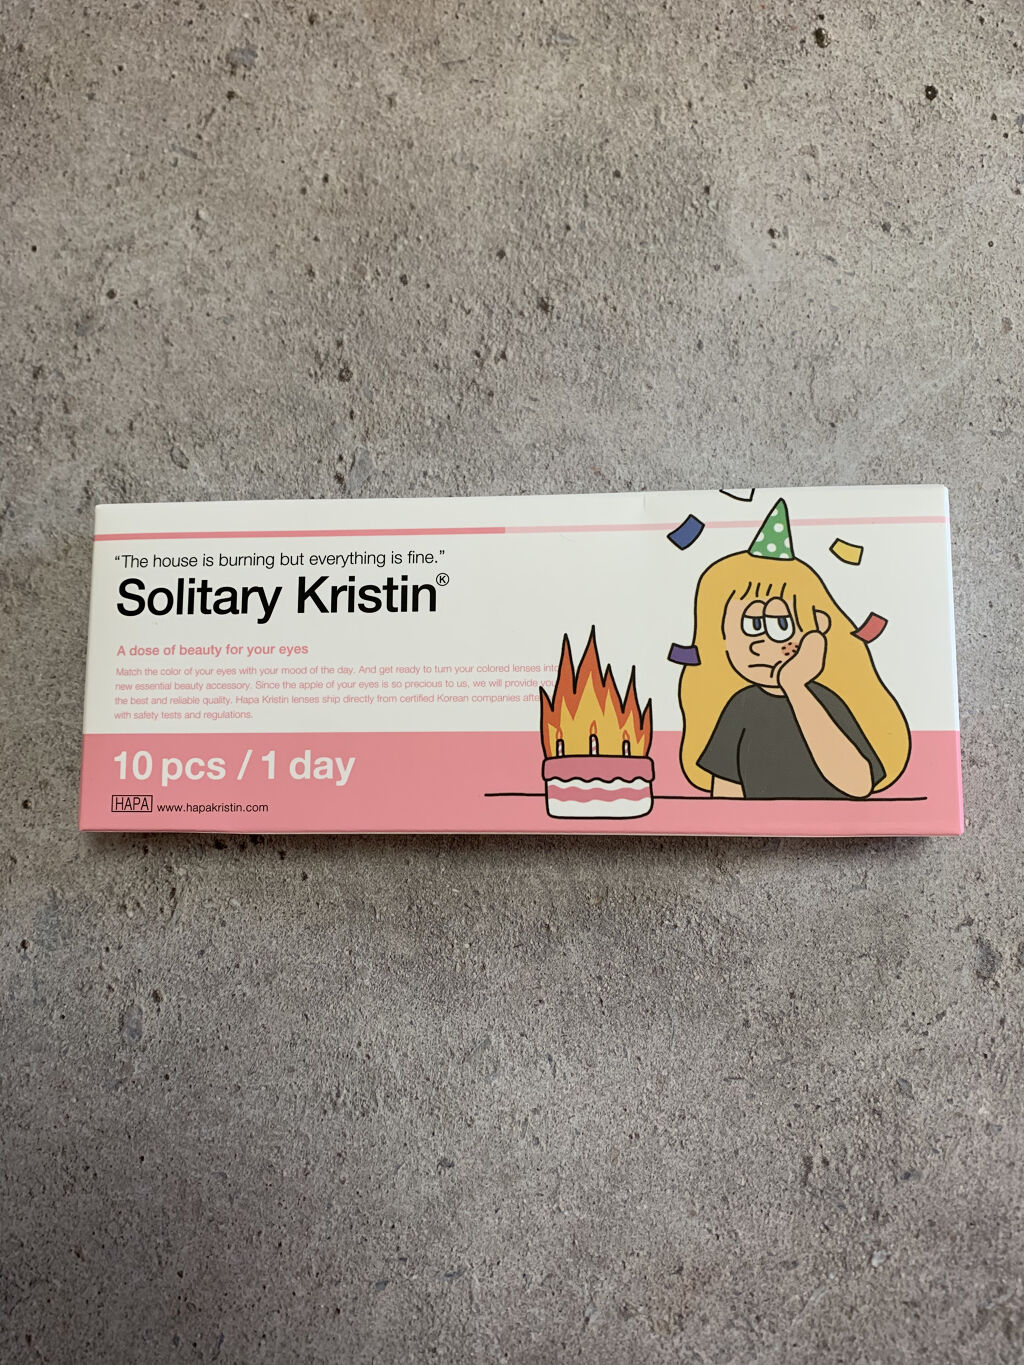 “The house is burning but everything is fine.”
Solitary Kristin Ⓚ
A dose of beauty for your eyes
Match the color of your eyes with your mood of the day. And get ready to turn your colored lenses into
new essential beauty accessory. Since the apple of your eyes is so precious to us, we will provide you
the best and reliable quality. Hapa Kristin lenses ship directly from certified Korean companies after
with safety tests and regulations.
10 pcs / 1 day
HAPA www.hapakristin.com